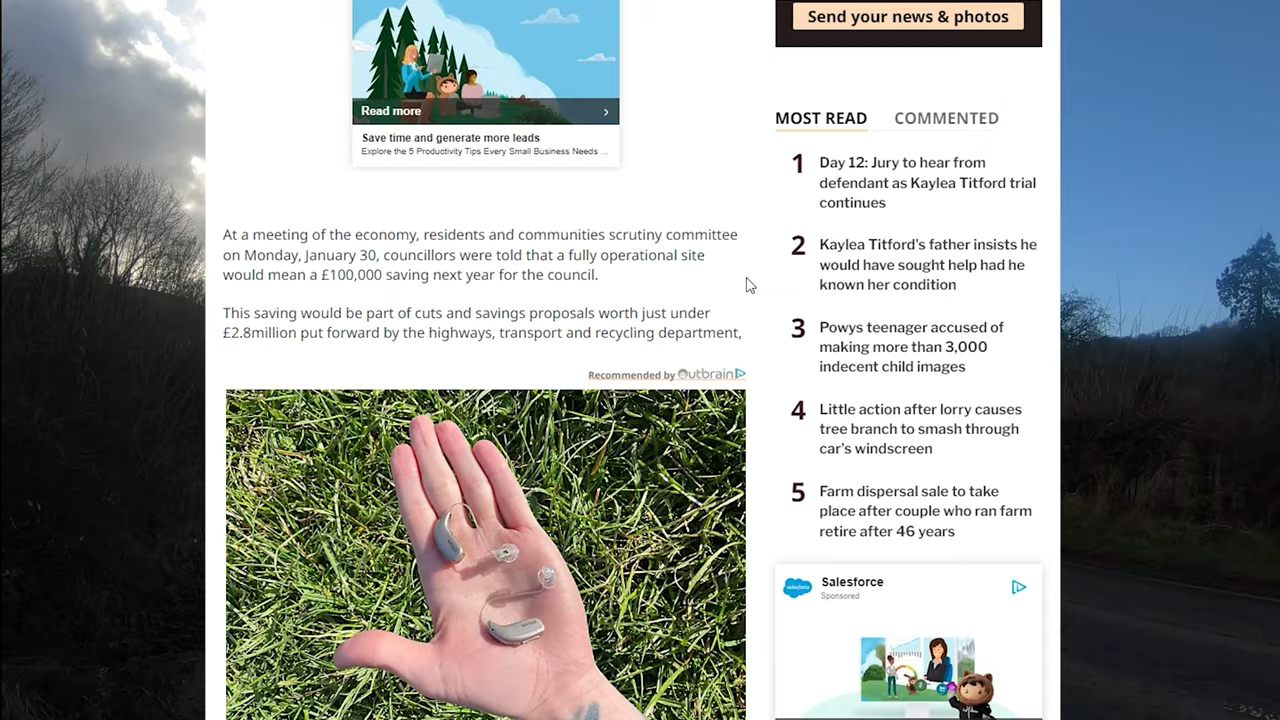 Send your news & photos
Read more
Save time and generate more leads
Explore the 5 Productivity Tips Every Small Business Needs ...
At a meeting of the economy, residents and communities scrutiny committee
on Monday, January 30, councillors were told that a fully operational site
would mean a £100,000 saving next year for the council.
This saving would be part of cuts and savings proposals worth just under
£2.8million put forward by the highways, transport and recycling department,
Recommended by Outbrain
MOST READ
COMMENTED
1
Day 12: Jury to hear from
defendant as Kaylea Titford trial
continues
2
Kaylea Titford's father insists he
would have sought help had he
known her condition
3
Powys teenager accused of
making more than 3,000
indecent child images
4
Little action after lorry causes
tree branch to smash through
car's windscreen
5
Farm dispersal sale to take
place after couple who ran farm
retire after 46 years
salesforce
Salesforce
Sponsored